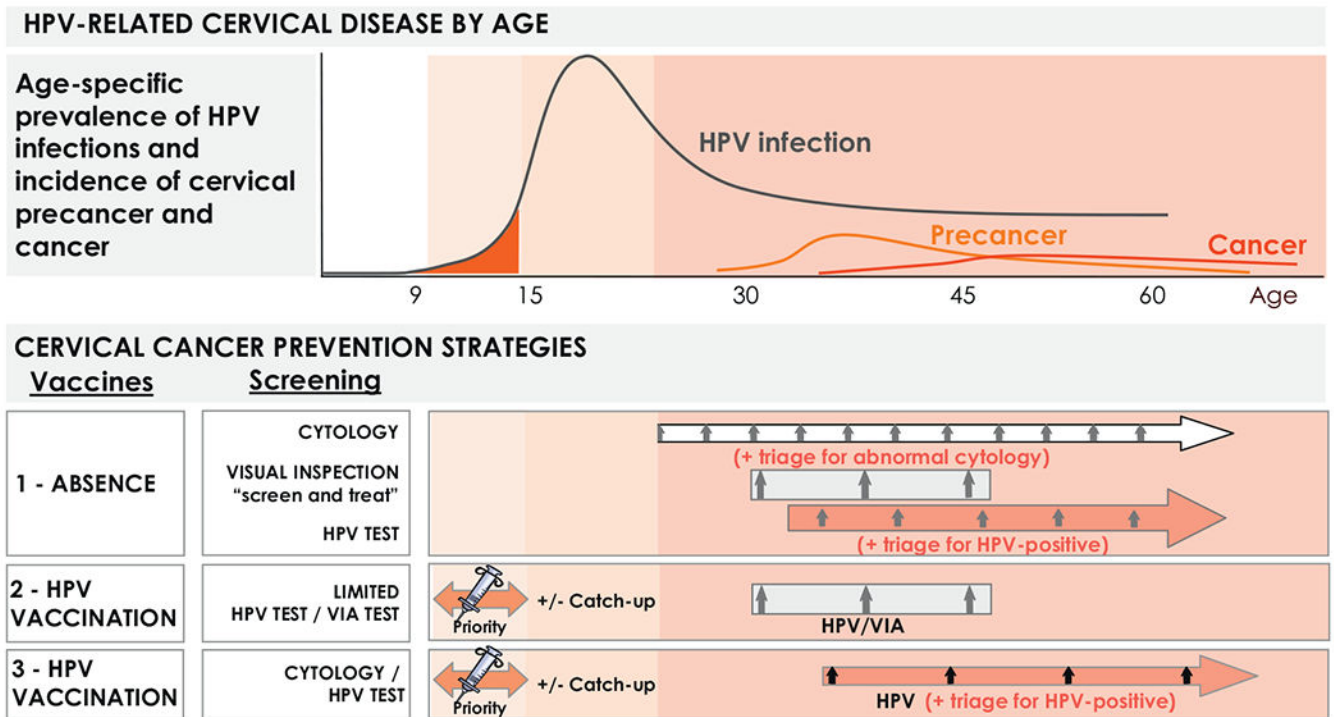 HPV-RELATED CERVICAL DISEASE BY AGE
Age-specific
prevalence of HPV
infections and
incidence of cervical
precancer and
cancer
HPV infection
Precancer
Cancer
9
15
30
45
60
Age
CERVICAL CANCER PREVENTION STRATEGIES
Vaccines
Screening
1 - ABSENCE
CYTOLOGY
(+ triage for abnormal cytology)
VISUAL INSPECTION
“screen and treat”
HPV TEST
(+ triage for HPV-positive)
2 - HPV
VACCINATION
LIMITED
HPV TEST / VIA TEST
Priority
+/- Catch-up
HPV/VIA
3 - HPV
VACCINATION
CYTOLOGY /
HPV TEST
Priority
+/- Catch-up
HPV (+ triage for HPV-positive)